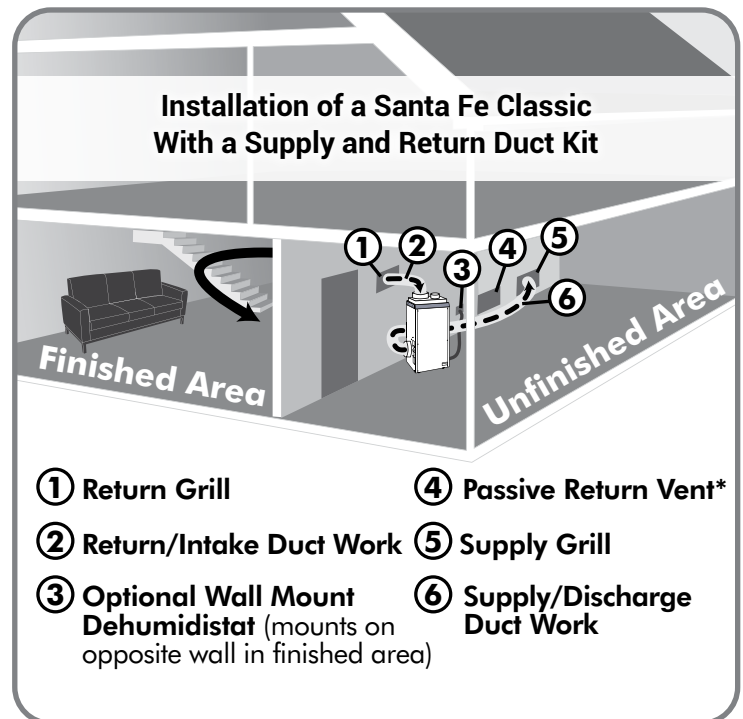 Installation of a Santa Fe Classic
With a Supply and Return Duct Kit
1
2
3
4
5
6
Finished Area
Unfinished Area
1 Return Grill
2 Return/Intake Duct Work
3 Optional Wall Mount
Dehumidistat (mounts on
opposite wall in finished area)
4 Passive Return Vent*
5 Supply Grill
6 Supply/Discharge
Duct Work